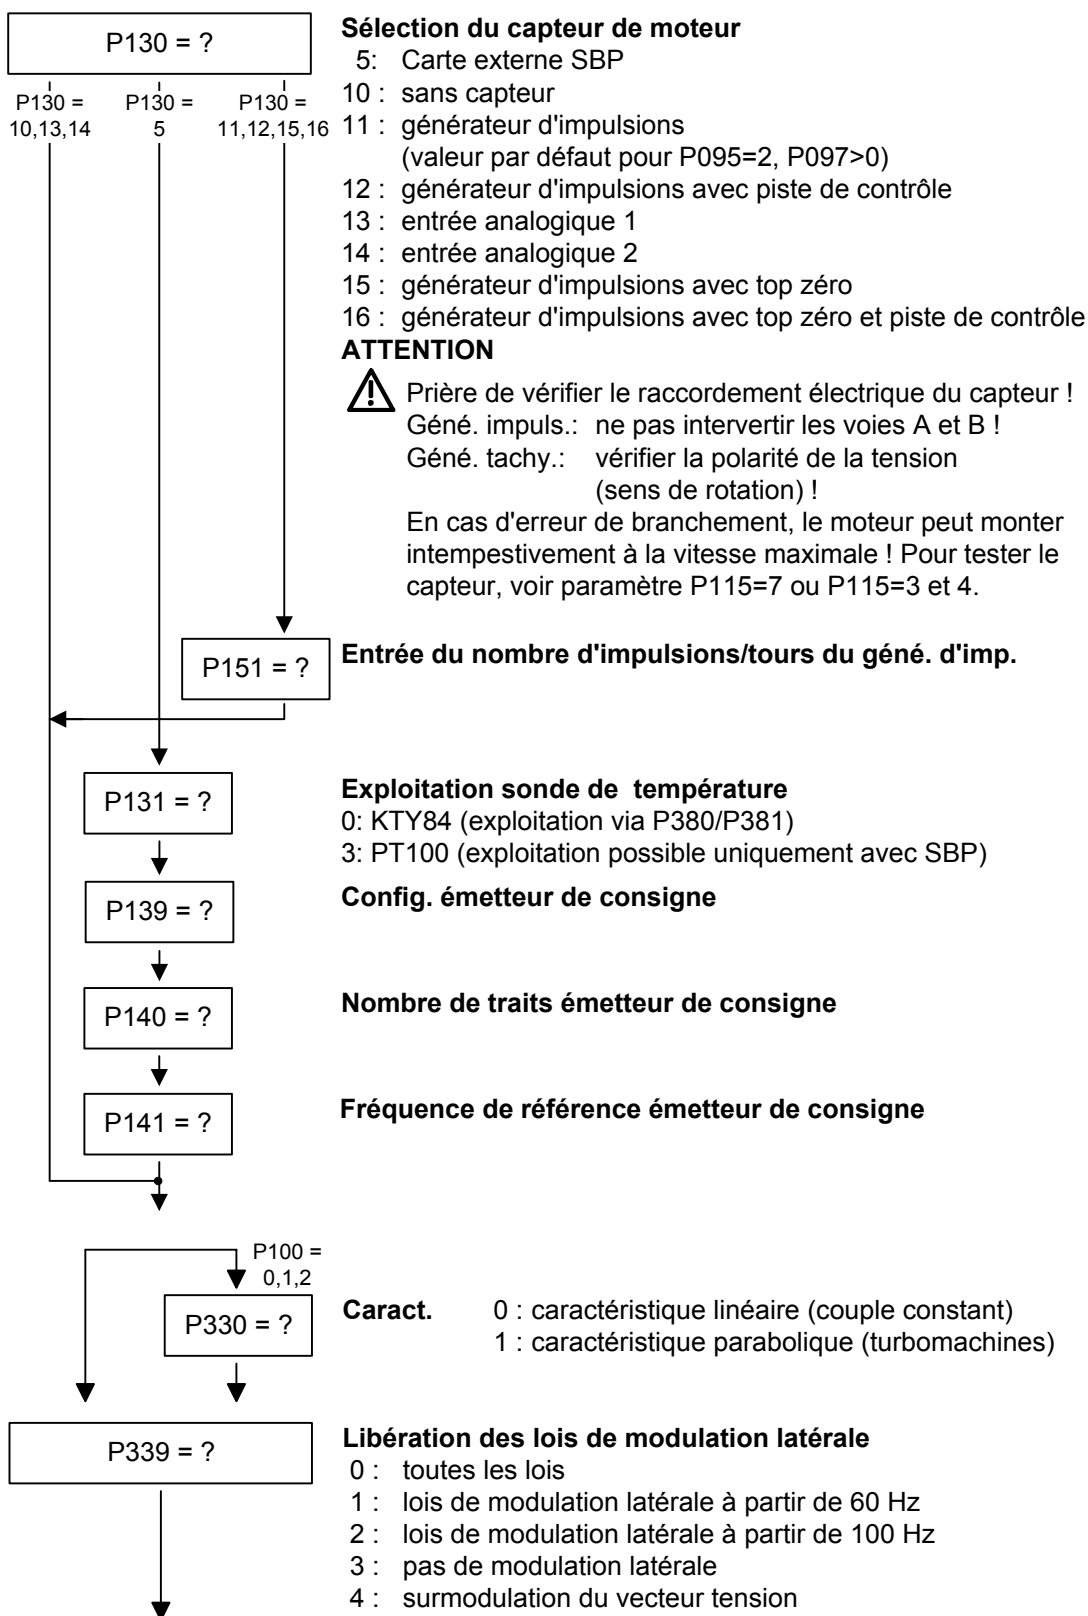 P130 = ?
P130 =
10,13,14
P130 =
5
P130 =
11,12,15,16
Sélection du capteur de moteur
5: Carte externe SBP
10 : sans capteur
11 : générateur d'impulsions
(valeur par défaut pour P095=2, P097>0)
12 : générateur d'impulsions avec piste de contrôle
13 : entrée analogique 1
14 : entrée analogique 2
15 : générateur d'impulsions avec top zéro
16 : générateur d'impulsions avec top zéro et piste de contrôle
ATTENTION
Prière de vérifier le raccordement électrique du capteur !
Géné. impuls.: ne pas intervertir les voies A et B !
Géné. tachy.: vérifier la polarité de la tension
(sens de rotation) !
En cas d'erreur de branchement, le moteur peut monter
intempestivement à la vitesse maximale ! Pour tester le
capteur, voir paramètre P115=7 ou P115=3 et 4.
P151 = ?
Entrée du nombre d'impulsions/tours du géné. d'imp.
P131 = ?
Exploitation sonde de température
0: KTY84 (exploitation via P380/P381)
3: PT100 (exploitation possible uniquement avec SBP)
P139 = ?
Config. émetteur de consigne
P140 = ?
Nombre de traits émetteur de consigne
P141 = ?
Fréquence de référence émetteur de consigne
P100 =
0,1,2
P330 = ?
Caract. 0 : caractéristique linéaire (couple constant)
1 : caractéristique parabolique (turbomachines)
P339 = ?
Libération des lois de modulation latérale
0 : toutes les lois
1 : lois de modulation latérale à partir de 60 Hz
2 : lois de modulation latérale à partir de 100 Hz
3 : pas de modulation latérale
4 : surmodulation du vecteur tension